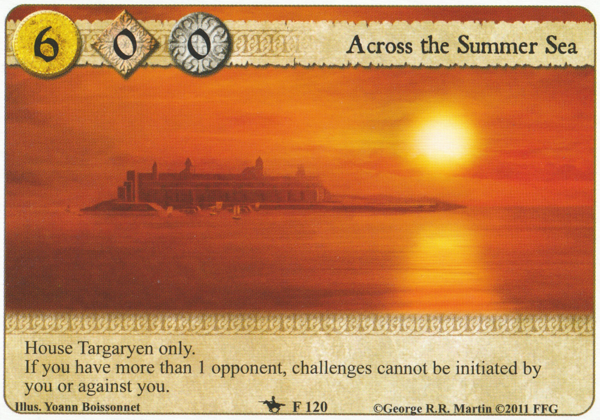 6 0 0 Across the Summer Sea
House Targaryen only.
If you have more than 1 opponent, challenges cannot be initiated by
you or against you.
Illus. Yoann Boissonnet F 120 ©George R.R. Martin ©2011 FFG